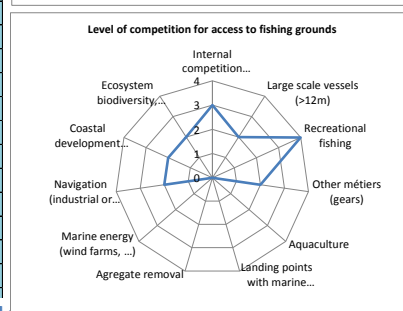 Level of competition for access to fishing grounds
Internal
competition...
Large scale vessels
(>12m)
Recreational
fishing
Other métiers
(gears)
Aquaculture
Landing points
with marine...
Agregate removal
Marine energy
(wind farms, ...)
Navigation
(industrial or...
Coastal
development...
Ecosystem
biodiversity,...
4
3
2
1
0